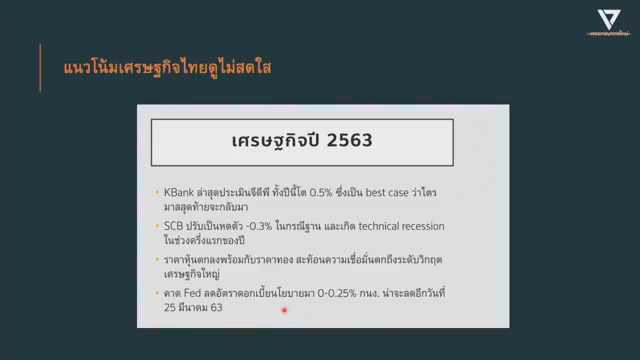 พรรคอนาคตใหม่
แนวโน้มเศรษฐกิจไทยดูไม่สดใส
เศรษฐกิจปี 2563
• KBank ล่าสุดประเมินจีดีพี ทั้งปีนี้โต 0.5% ซึ่งเป็น best case ว่าไตร
มาสสุดท้ายจะกลับมา
• SCB ปรับเป็นหดตัว -0.3% ในกรณีฐาน และเกิด technical recession
ในช่วงครึ่งแรกของปี
• ราคาหุ้นตกลงพร้อมกับราคาทอง สะท้อนความเชื่อมั่นตกถึงระดับวิกฤต
เศรษฐกิจใหญ่
• คาด Fed ลดอัตราดอกเบี้ยนโยบายมา 0-0.25% กนง. น่าจะลดอีกวันที่
25 มีนาคม 63